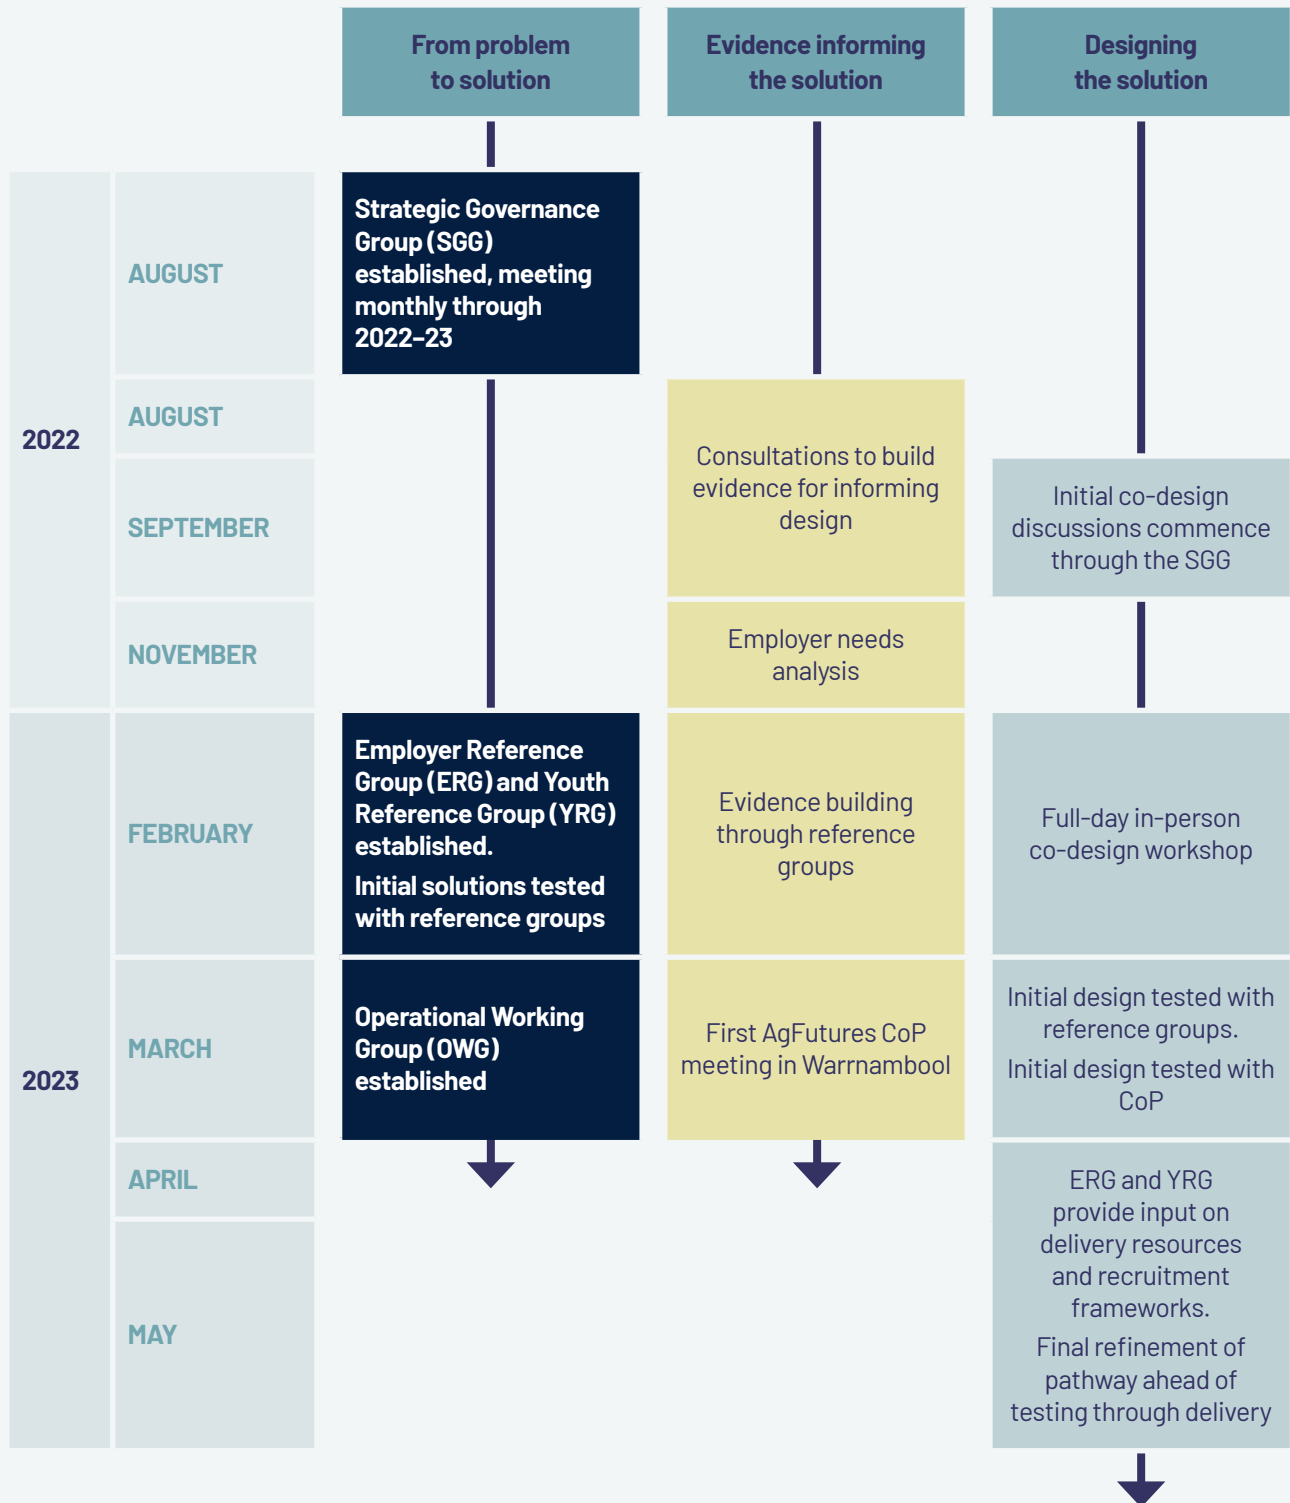 From problem
to solution
Evidence informing
the solution
Designing
the solution
2022
AUGUST
Strategic Governance
Group (SGG)
established, meeting
monthly through
2022–23
AUGUST
SEPTEMBER
Consultations to build
evidence for informing
design
Initial co-design
discussions commence
through the SGG
NOVEMBER
Employer needs
analysis
2023
FEBRUARY
Employer Reference
Group (ERG) and Youth
Reference Group (YRG)
established.
Initial solutions tested
with reference groups
Evidence building
through reference
groups
Full-day in-person
co-design workshop
MARCH
Operational Working
Group (OWG)
established
First AgFutures CoP
meeting in Warrnambool
Initial design tested with
reference groups.
Initial design tested with
CoP
APRIL
MAY
ERG and YRG
provide input on
delivery resources
and recruitment
frameworks.
Final refinement of
pathway ahead of
testing through delivery